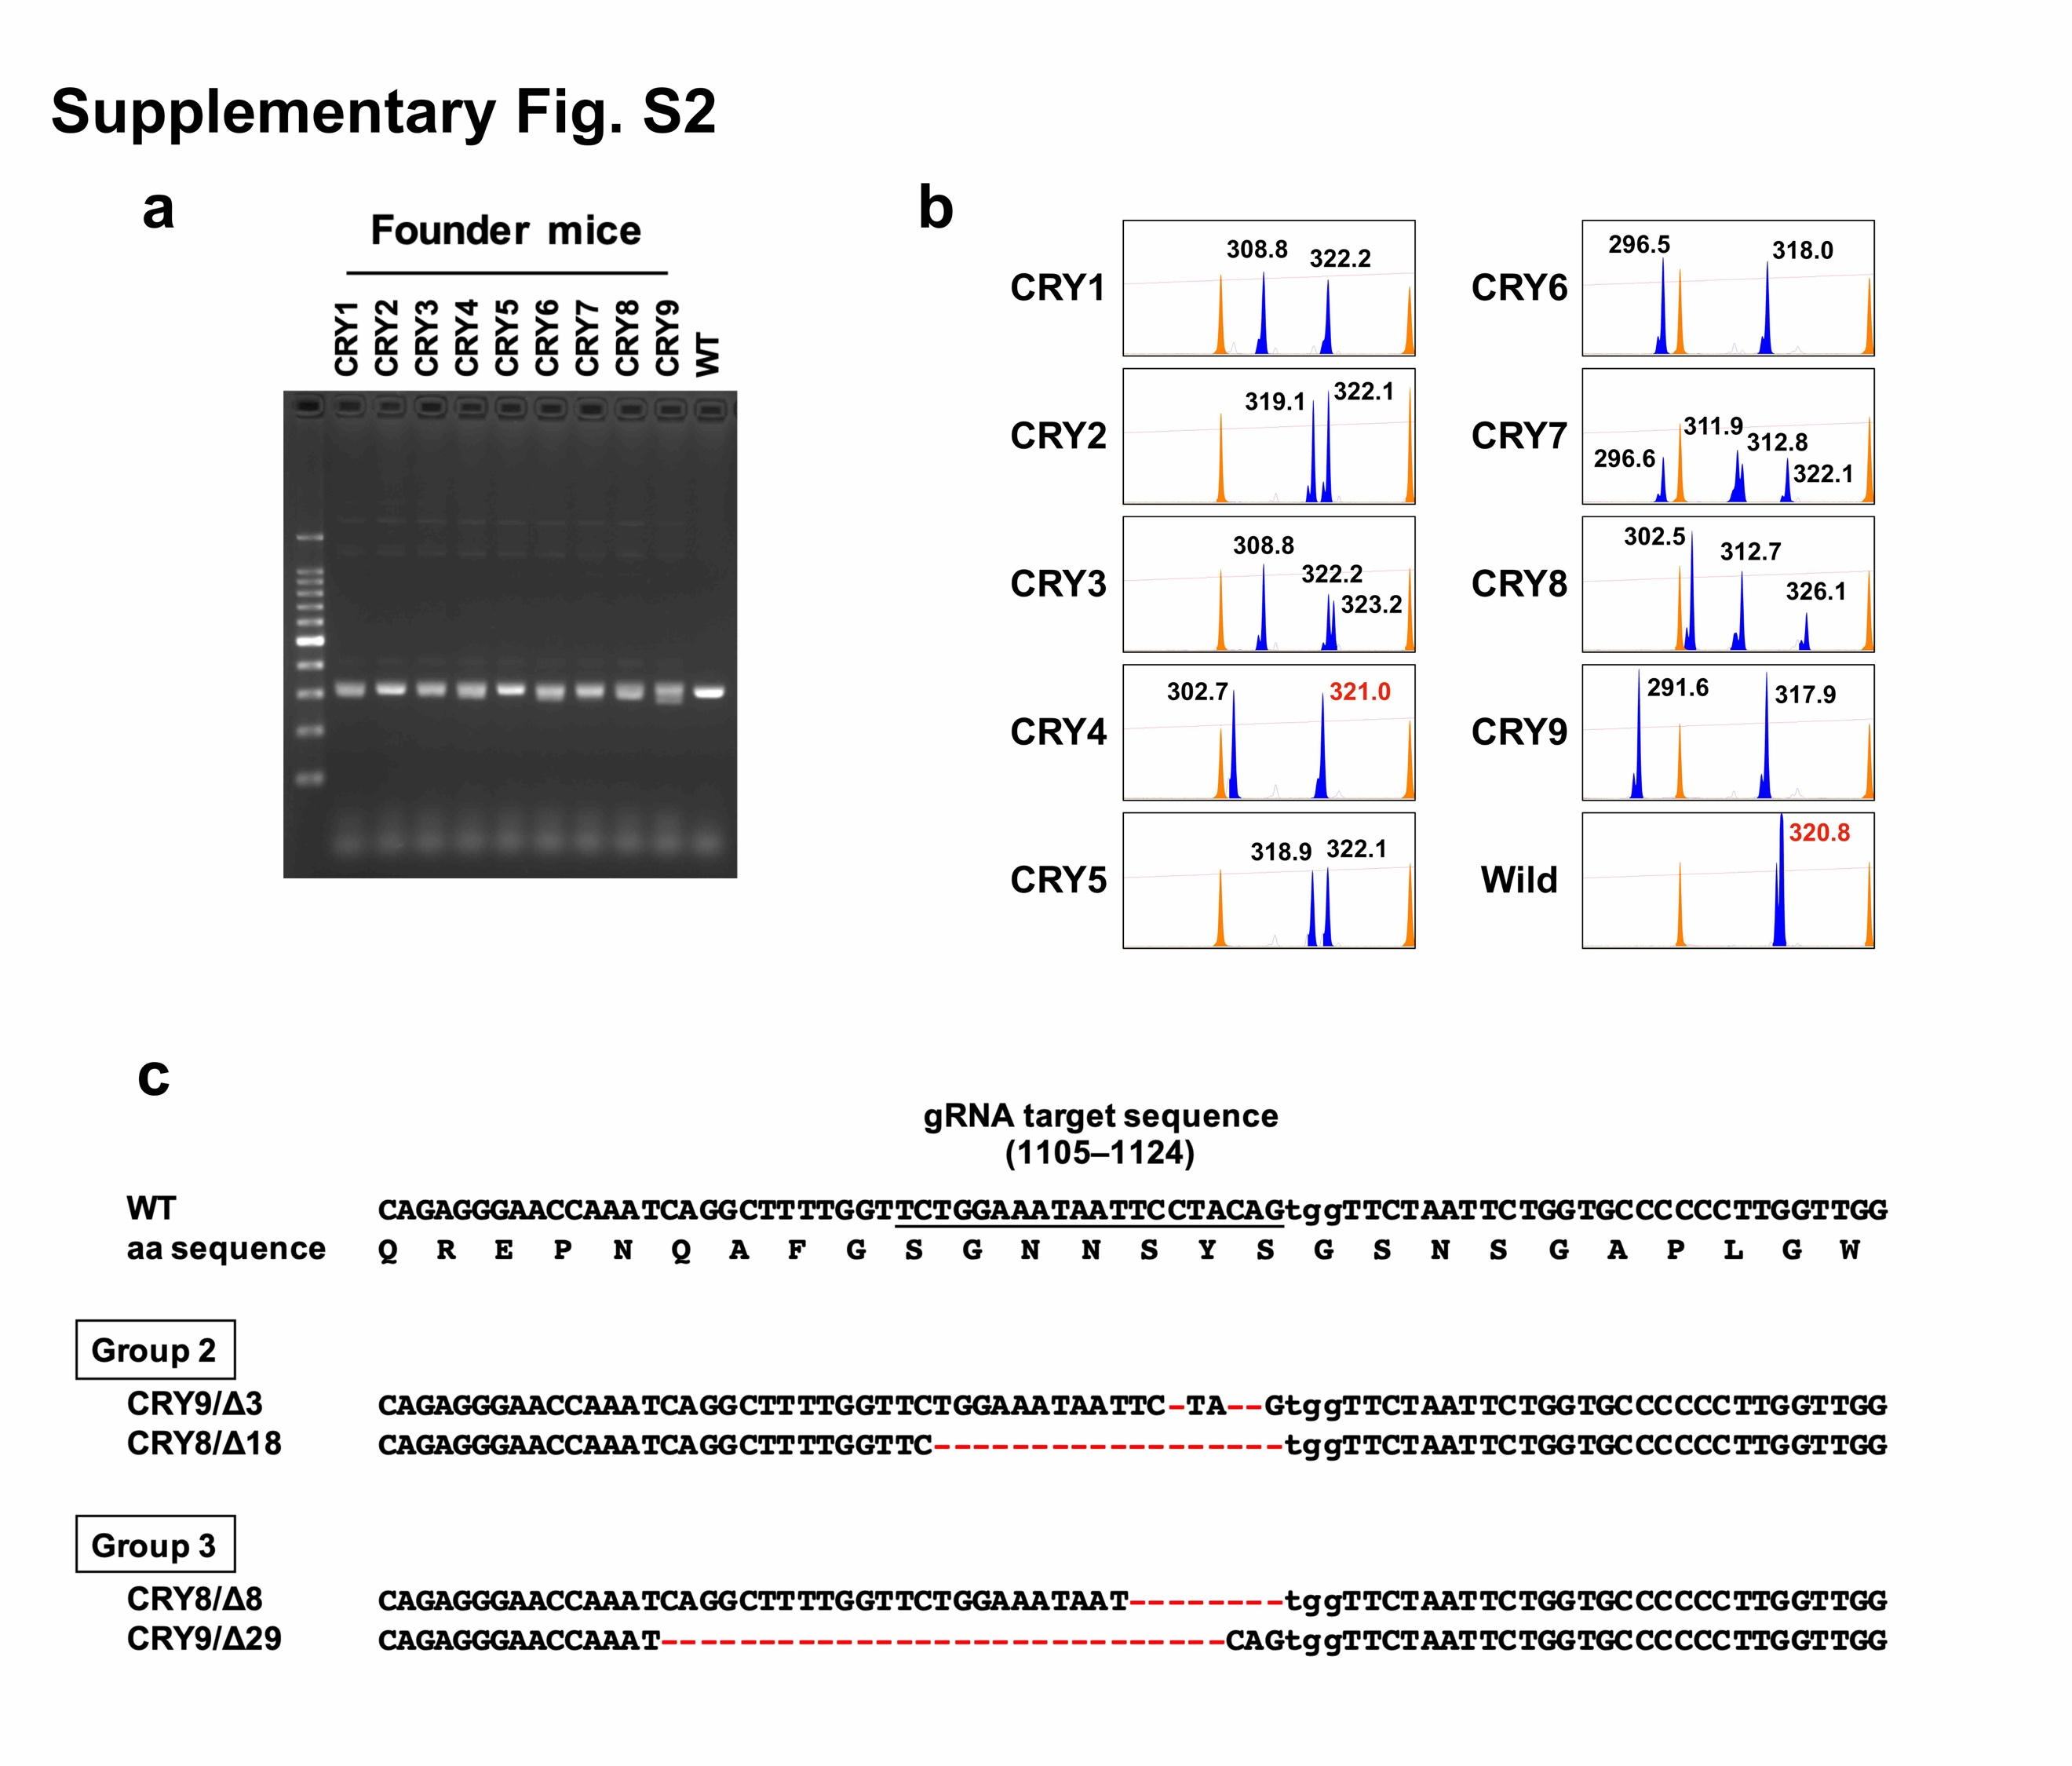 Supplementary Fig. S2
a
Founder mice
CRY1
CRY2
CRY3
CRY4
CRY5
CRY6
CRY7
CRY8
CRY9
WT
b
CRY1
308.8
322.2
CRY2
319.1
322.1
CRY3
308.8
322.2
323.2
CRY4
302.7
321.0
CRY5
318.9
322.1
CRY6
296.5
318.0
CRY7
296.6
311.9
312.8
322.1
CRY8
302.5
312.7
326.1
CRY9
291.6
317.9
Wild
320.8
c
gRNA target sequence
(1105–1124)
WT CAGAGGGAACCAAATCAGGCTTTTGGTTCTGGAAATAATTCCTACAGtggTTCTAATTCTGGTGCCCCCCTTGGTTGG
aa sequence Q R E P N Q A F G S G N N S Y S G S N S G A P L G W
Group 2
CRY9/Δ3 CAGAGGGAACCAAATCAGGCTTTTGGTTCTGGAAATAATTC-TA--GtggTTCTAATTCTGGTGCCCCCCTTGGTTGG
CRY8/Δ18 CAGAGGGAACCAAATCAGGCTTTTGGTTC------------------tggTTCTAATTCTGGTGCCCCCCTTGGTTGG
Group 3
CRY8/Δ8 CAGAGGGAACCAAATCAGGCTTTTGGTTCTGGAAATAAT--------tggTTCTAATTCTGGTGCCCCCCTTGGTTGG
CRY9/Δ29 CAGAGGGAACCAAAT-----------------------------CAGtggTTCTAATTCTGGTGCCCCCCTTGGTTGG